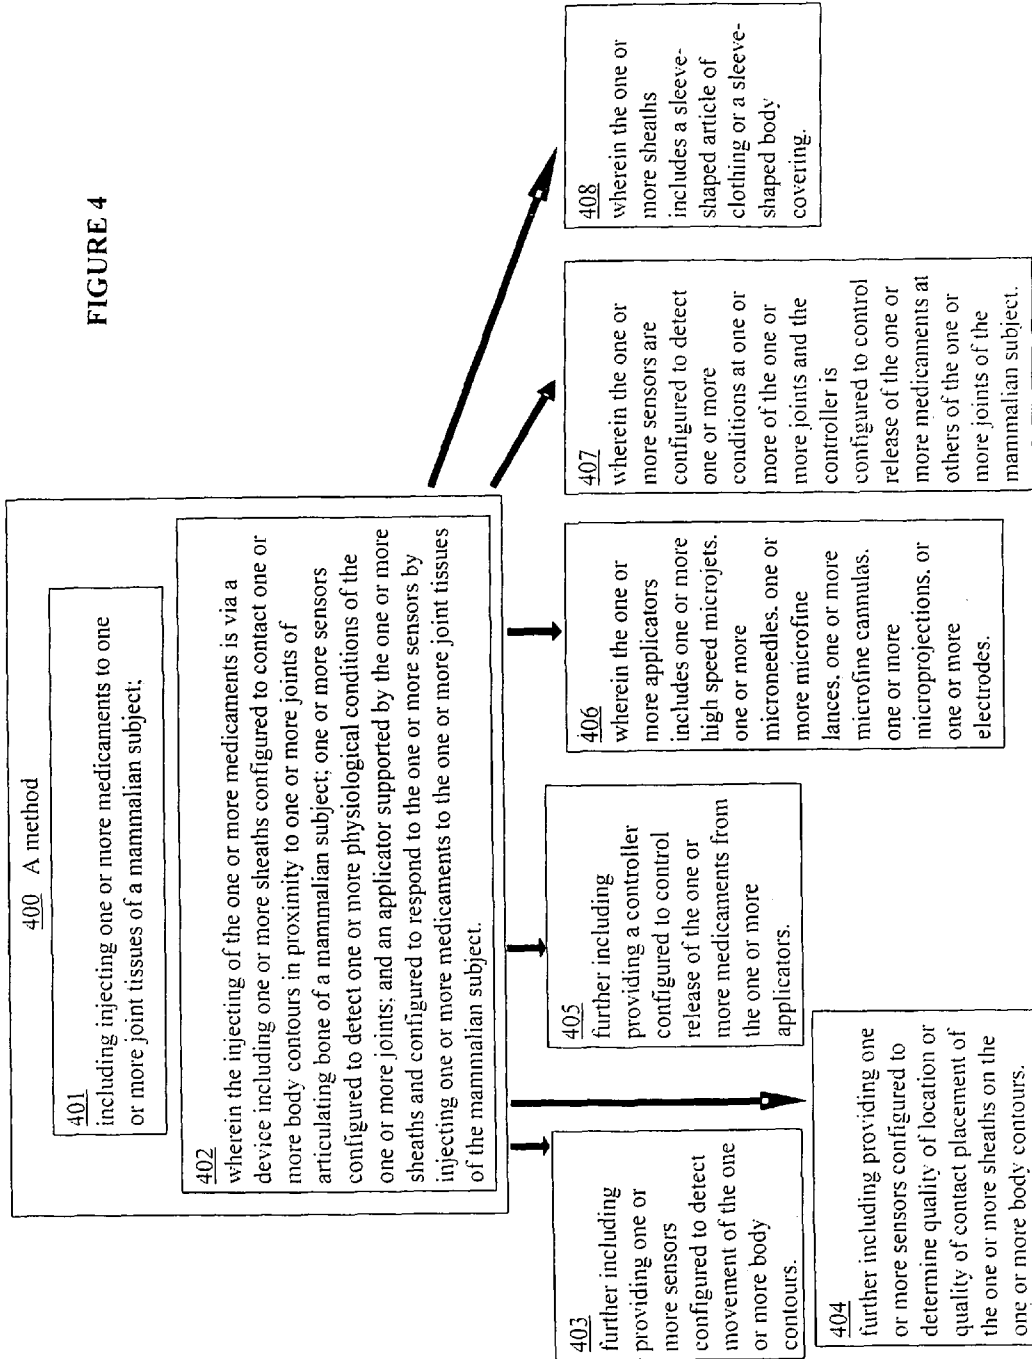 FIGURE 4
400 A method
401
including injecting one or more medicaments to one
or more joint tissues of a mammalian subject;
402
wherein the injecting of the one or more medicaments is via a
device including one or more sheaths configured to contact one or
more body contours in proximity to one or more joints of
articulating bone of a mammalian subject; one or more sensors
configured to detect one or more physiological conditions of the
one or more joints; and an applicator supported by the one or more
sheaths and configured to respond to the one or more sensors by
injecting one or more medicaments to the one or more joint tissues
of the mammalian subject.
403
further including
providing one or
more sensors
configured to detect
movement of the one
or more body
contours.
404
further including providing one
or more sensors configured to
determine quality of location or
quality of contact placement of
the one or more sheaths on the
one or more body contours.
405
further including
providing a controller
configured to control
release of the one or
more medicaments from
the one or more
applicators.
406
wherein the one or
more applicators
includes one or more
high speed microjets,
one or more
microneedles, one or
more microfine
lances, one or more
microfine cannulas,
one or more
microprojections, or
one or more
electrodes.
407
wherein the one or
more sensors are
configured to detect
one or more
conditions at one or
more of the one or
more joints and the
controller is
configured to control
release of the one or
more medicaments at
others of the one or
more joints of the
mammalian subject.
408
wherein the one or
more sheaths
includes a sleeve-
shaped article of
clothing or a sleeve-
shaped body
covering.